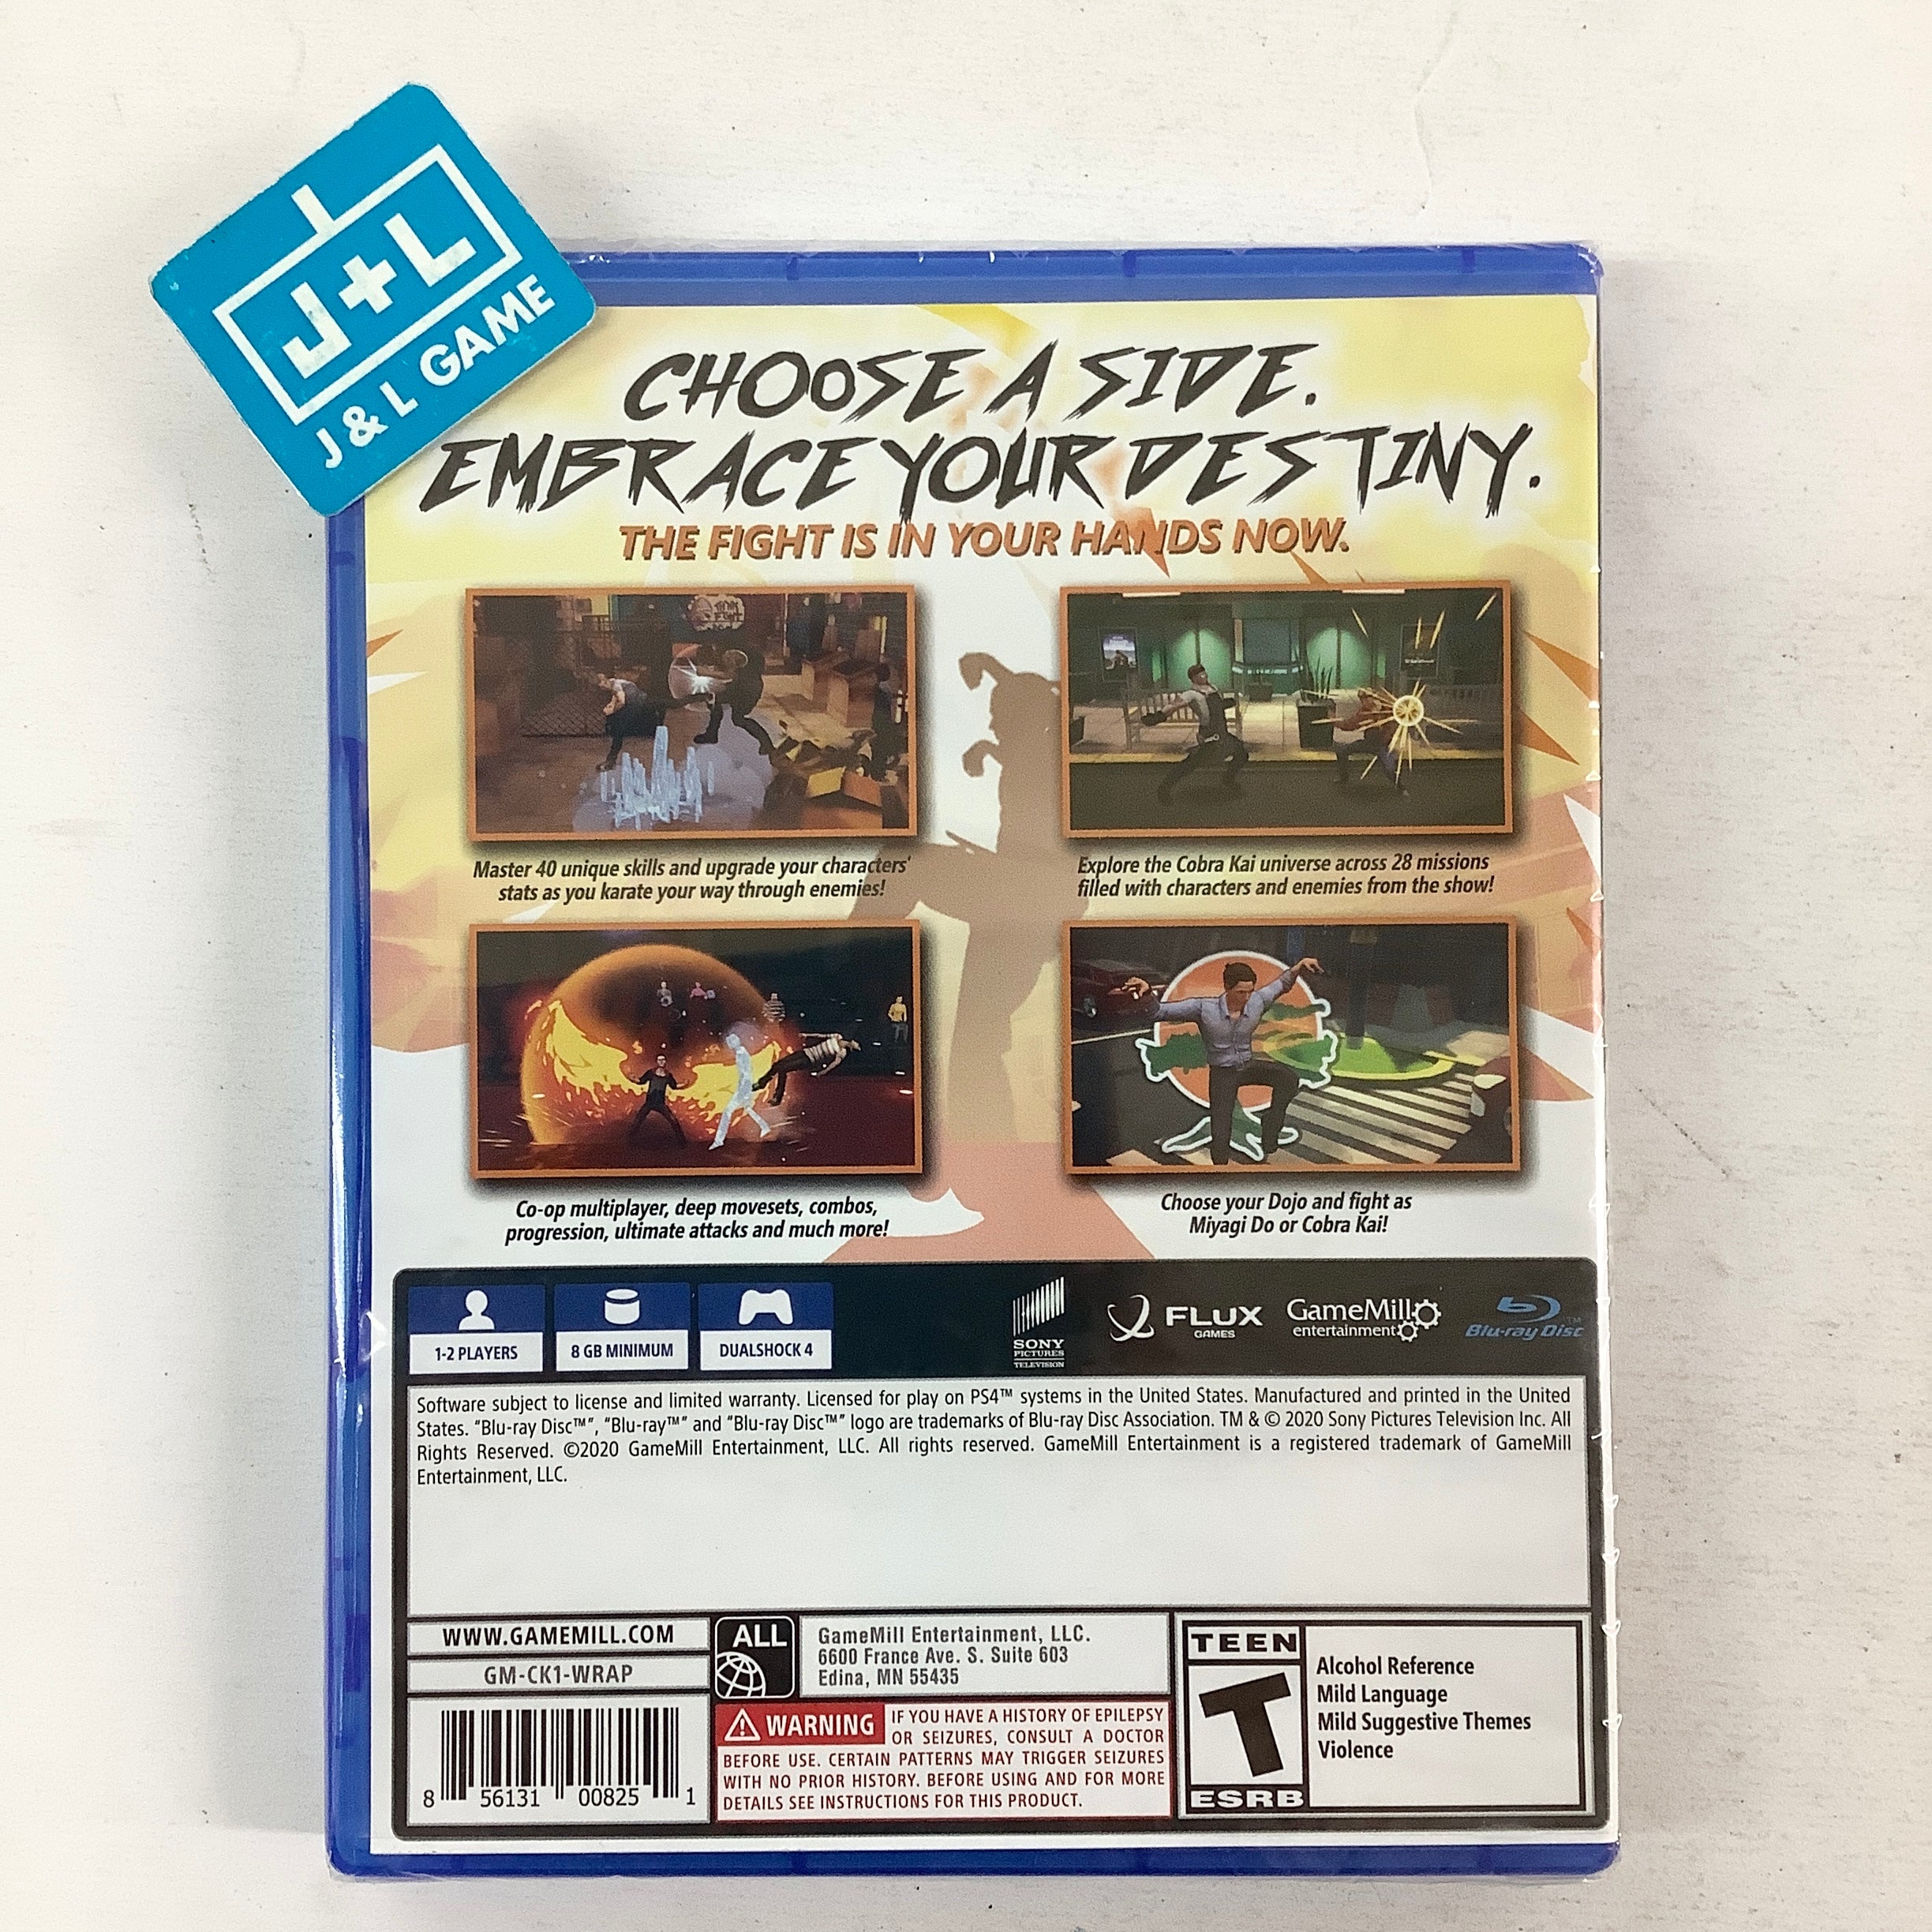 J+L
J & L GAME
CHOOSE A SIDE.
EMBRACE YOUR DESTINY.
THE FIGHT IS IN YOUR HANDS NOW.
Master 40 unique skills and upgrade your characters'
stats as you karate your way through enemies!
Explore the Cobra Kai universe across 28 missions
filled with characters and enemies from the show!
Co-op multiplayer, deep movesets, combos,
progression, ultimate attacks and much more!
Choose your Dojo and fight as
Miyagi Do or Cobra Kai!
1-2 PLAYERS
8 GB MINIMUM
DUALSHOCK 4
SONY
PICTURES
TELEVISION
FLUX
GAMES
GameMill
entertainment
Blu-ray Disc™
Software subject to license and limited warranty. Licensed for play on PS4™ systems in the United States. Manufactured and printed in the United
States. "Blu-ray Disc™", "Blu-ray™" and "Blu-ray Disc™" logo are trademarks of Blu-ray Disc Association. TM & © 2020 Sony Pictures Television Inc. All
Rights Reserved. ©2020 GameMill Entertainment, LLC. All rights reserved. GameMill Entertainment is a registered trademark of GameMill
Entertainment, LLC.
WWW.GAMEMILL.COM
GM-CK1-WRAP
8 56131 00825 1
ALL
GameMill Entertainment, LLC.
6600 France Ave. S. Suite 603
Edina, MN 55435
WARNING IF YOU HAVE A HISTORY OF EPILEPSY
OR SEIZURES, CONSULT A DOCTOR
BEFORE USE. CERTAIN PATTERNS MAY TRIGGER SEIZURES
WITH NO PRIOR HISTORY. BEFORE USING AND FOR MORE
DETAILS SEE INSTRUCTIONS FOR THIS PRODUCT.
TEEN
T
ESRB
Alcohol Reference
Mild Language
Mild Suggestive Themes
Violence